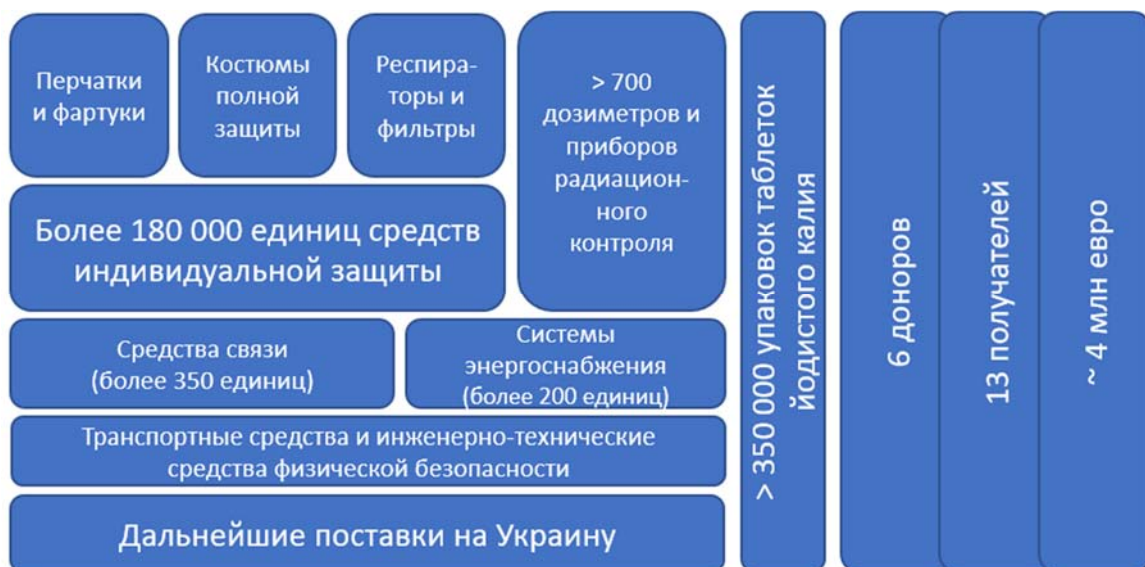 Перчатки
и фартуки
Костюмы
полной
защиты
Респира-
торы и
фильтры
> 700
дозиметров и
приборов
радиацион-
ного
контроля
Более 180 000 единиц средств
индивидуальной защиты
Средства связи
(более 350 единиц)
Системы
энергоснабжения
(более 200 единиц)
Транспортные средства и инженерно-технические
средства физической безопасности
Дальнейшие поставки на Украину
> 350 000 упаковок таблеток
йодистого калия
6 доноров
13 получателей
~ 4 млн евро